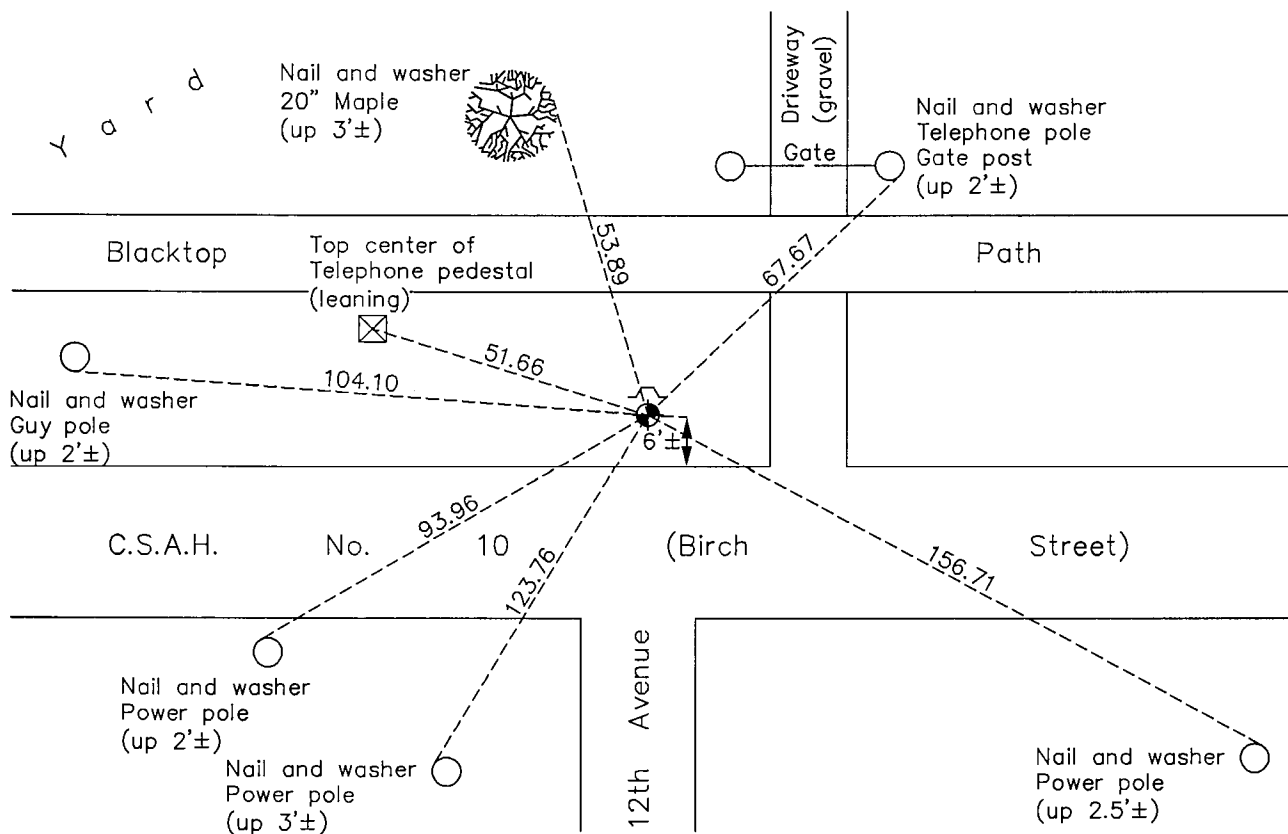 Yard
Nail and washer
20" Maple
(up 3'±)
Driveway
(gravel)
Gate
Nail and washer
Telephone pole
Gate post
(up 2'±)
Blacktop Path
Top center of
Telephone pedestal
(leaning)
53.89
67.67
51.66
104.10
Nail and washer
Guy pole
(up 2'±)
6'±
93.96
123.76
156.71
C.S.A.H. No. 10 (Birch Street)
12th Avenue
Nail and washer
Power pole
(up 2'±)
Nail and washer
Power pole
(up 3'±)
Nail and washer
Power pole
(up 2.5'±)